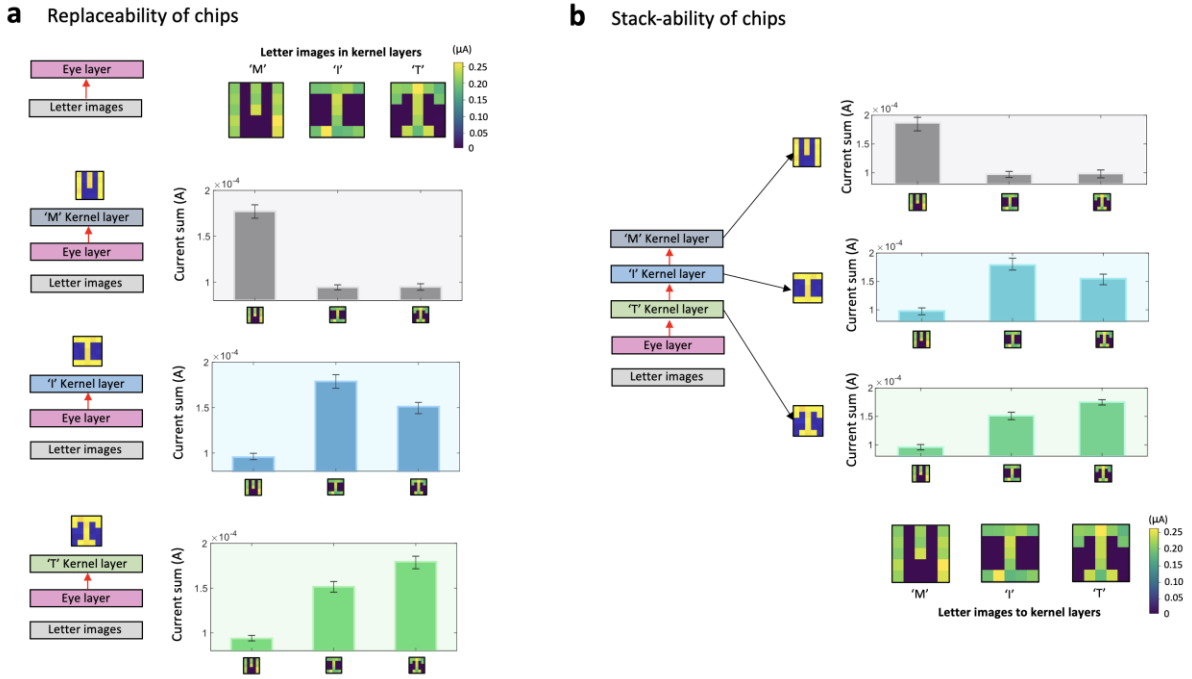 a Replaceability of chips
Eye layer
Letter images
Letter images in kernel layers
(µA)
'M' 'I' 'T'
0.25
0.20
0.15
0.10
0.05
0
'M' Kernel layer
Eye layer
Letter images
×10⁻⁴
2
1.5
1
Current sum (A)
'I' Kernel layer
Eye layer
Letter images
×10⁻⁴
2
1.5
1
Current sum (A)
'T' Kernel layer
Eye layer
Letter images
×10⁻⁴
2
1.5
1
Current sum (A)
b Stack-ability of chips
'M' Kernel layer
'I' Kernel layer
'T' Kernel layer
Eye layer
Letter images
×10⁻⁴
2
1.5
1
Current sum (A)
×10⁻⁴
2
1.5
1
Current sum (A)
×10⁻⁴
2
1.5
1
Current sum (A)
(µA)
0.25
0.20
0.15
0.10
0.05
0
'M' 'I' 'T'
Letter images to kernel layers